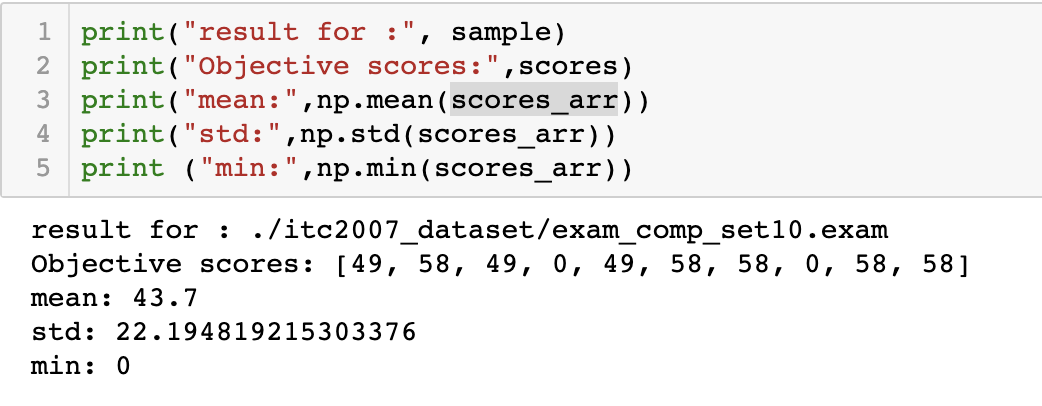 1 print("result for :", sample)
2 print("Objective scores:",scores)
3 print("mean:",np.mean(scores_arr))
4 print("std:",np.std(scores_arr))
5 print ("min:",np.min(scores_arr))
result for : ./itc2007_dataset/exam_comp_set10.exam
Objective scores: [49, 58, 49, 0, 49, 58, 58, 0, 58, 58]
mean: 43.7
std: 22.194819215303376
min: 0